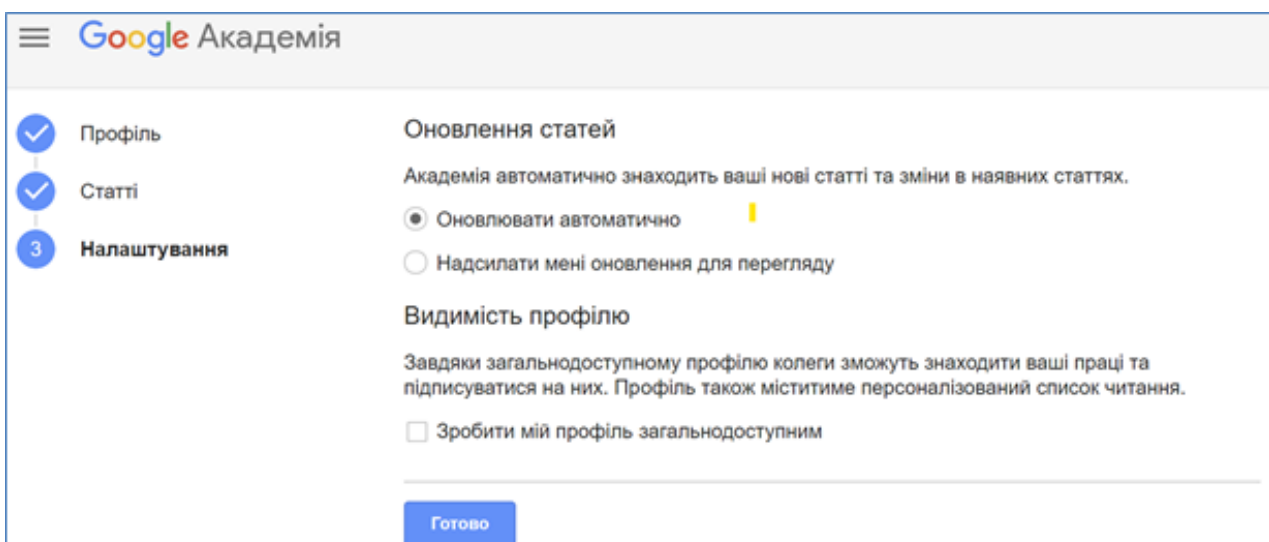 Google Академія
Профіль
Статті
3 Налаштування
Оновлення статей
Академія автоматично знаходить ваші нові статті та зміни в наявних статтях.
Оновлювати автоматично
Надсилати мені оновлення для перегляду
Видимість профілю
Завдяки загальнодоступному профілю колеги зможуть знаходити ваші праці та
підписуватися на них. Профіль також міститиме персоналізований список читання.
Зробити мій профіль загальнодоступним
Готово